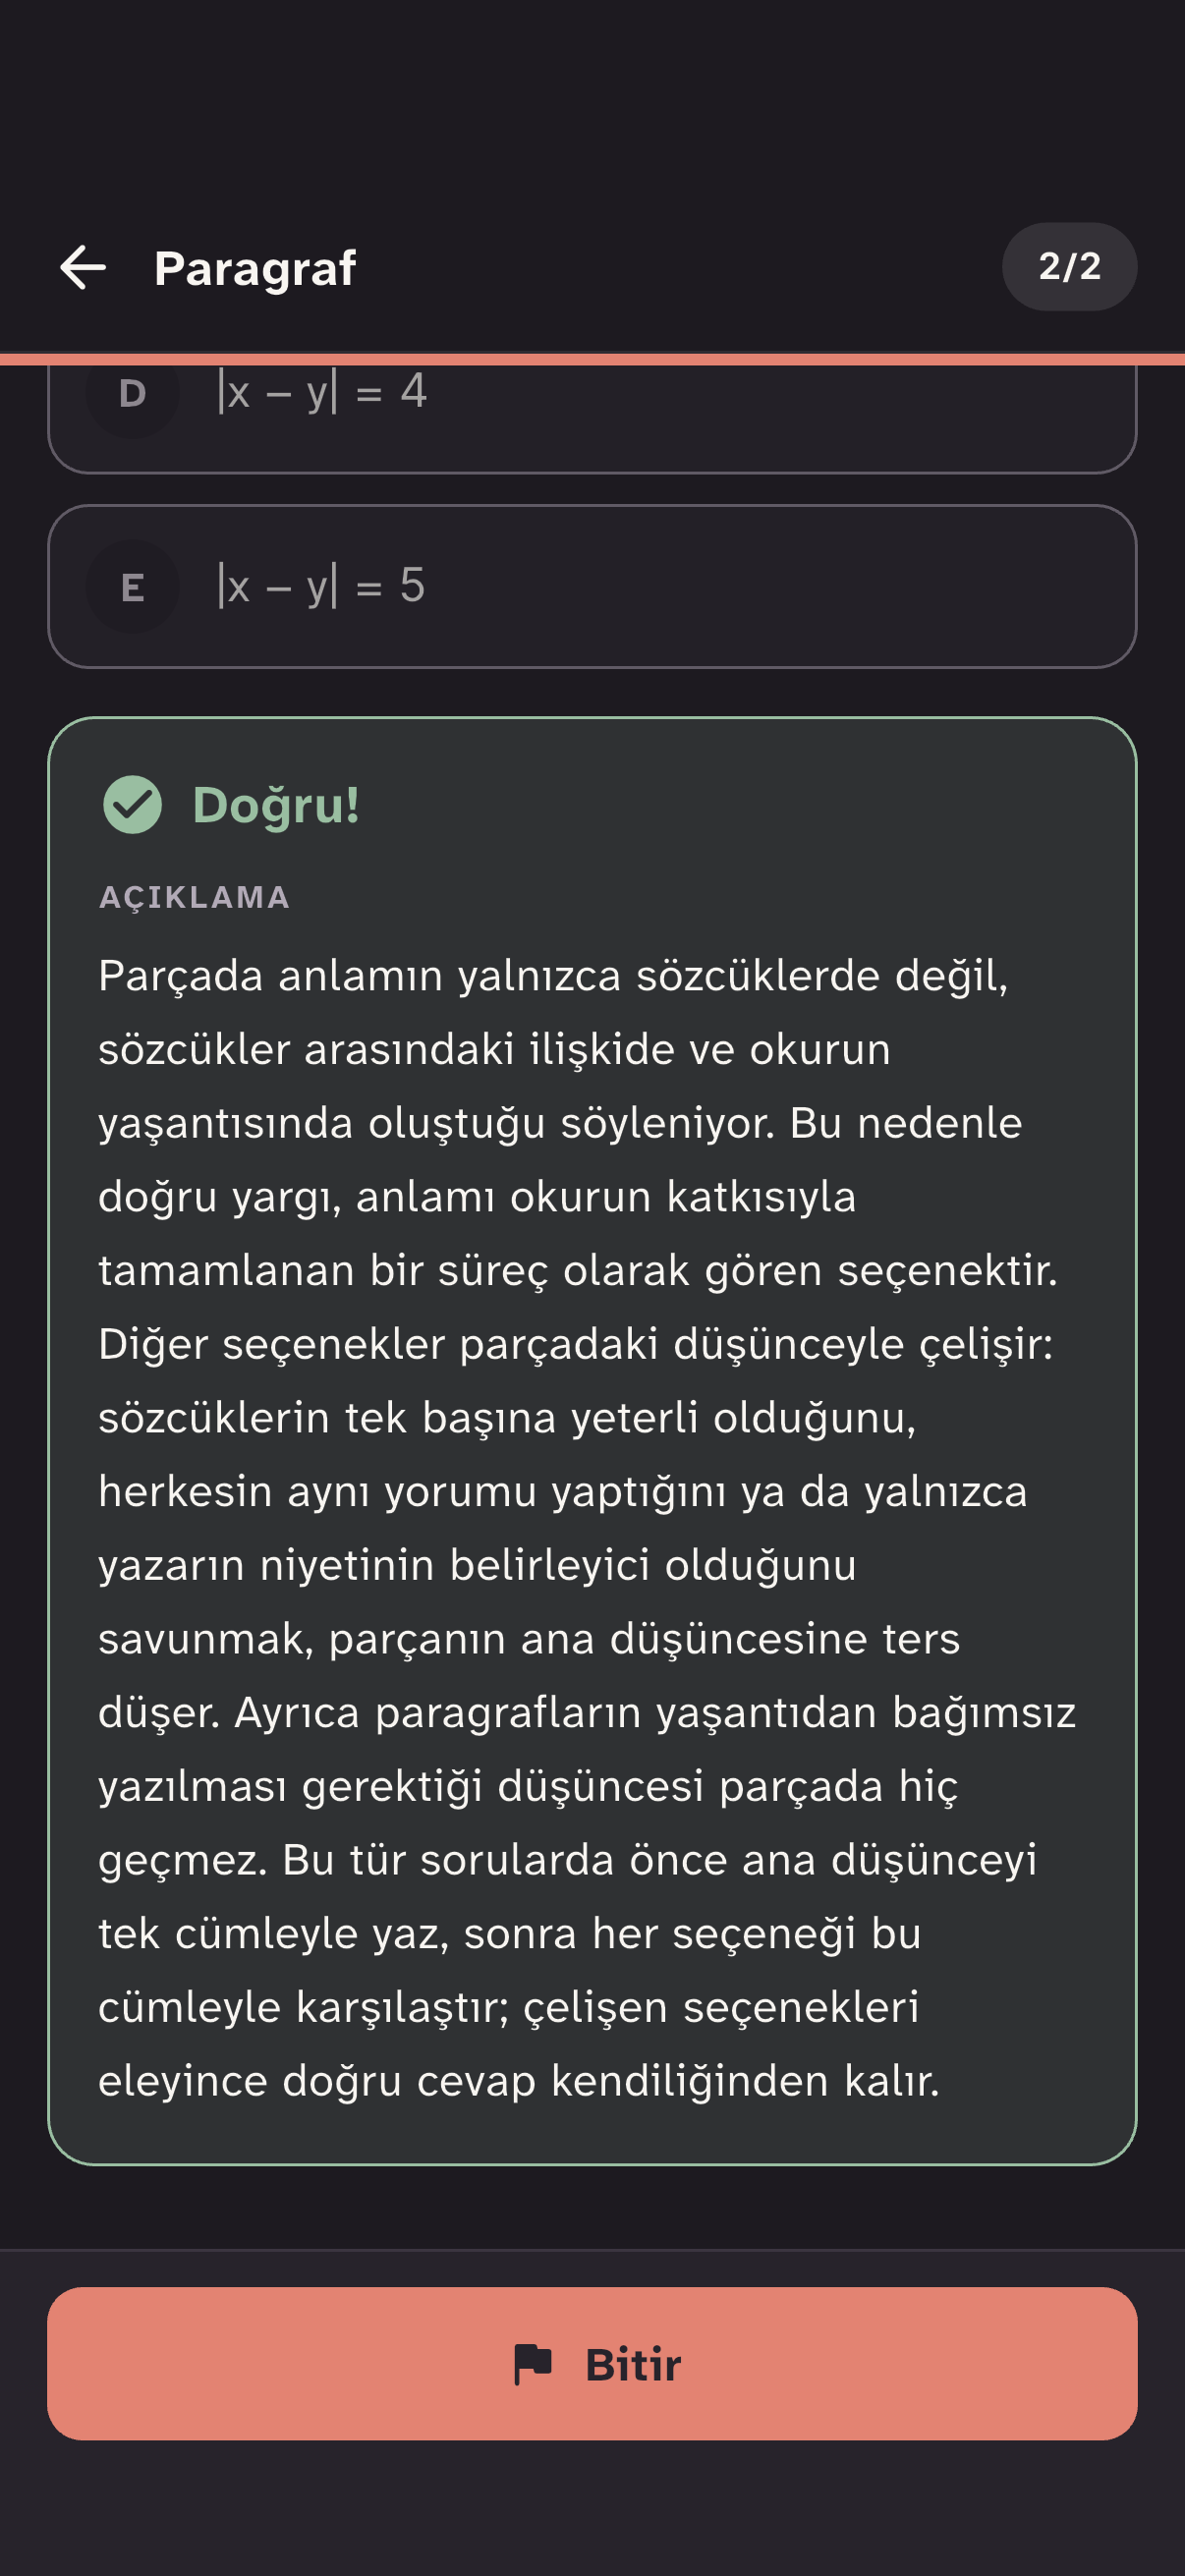 Paragraf
2/2
D
|x – y| = 4
E
|x – y| = 5
Doğru!
AÇIKLAMA
Parçada anlamın yalnızca sözcüklerde değil,
sözcükler arasındaki ilişkide ve okurun
yaşantısında oluştuğu söyleniyor. Bu nedenle
doğru yargı, anlamı okurun katkısıyla
tamamlanan bir süreç olarak gören seçenektir.
Diğer seçenekler parçadaki düşünceyle çelişir:
sözcüklerin tek başına yeterli olduğunu,
herkesin aynı yorumu yaptığını ya da yalnızca
yazarın niyetinin belirleyici olduğunu
savunmak, parçanın ana düşüncesine ters
düşer. Ayrıca paragrafların yaşantıdan bağımsız
yazılması gerektiği düşüncesi parçada hiç
geçmez. Bu tür sorularda önce ana düşünceyi
tek cümleyle yaz, sonra her seçeneği bu
cümleyle karşılaştır; çelişen seçenekleri
eleyince doğru cevap kendiliğinden kalır.
Bitir